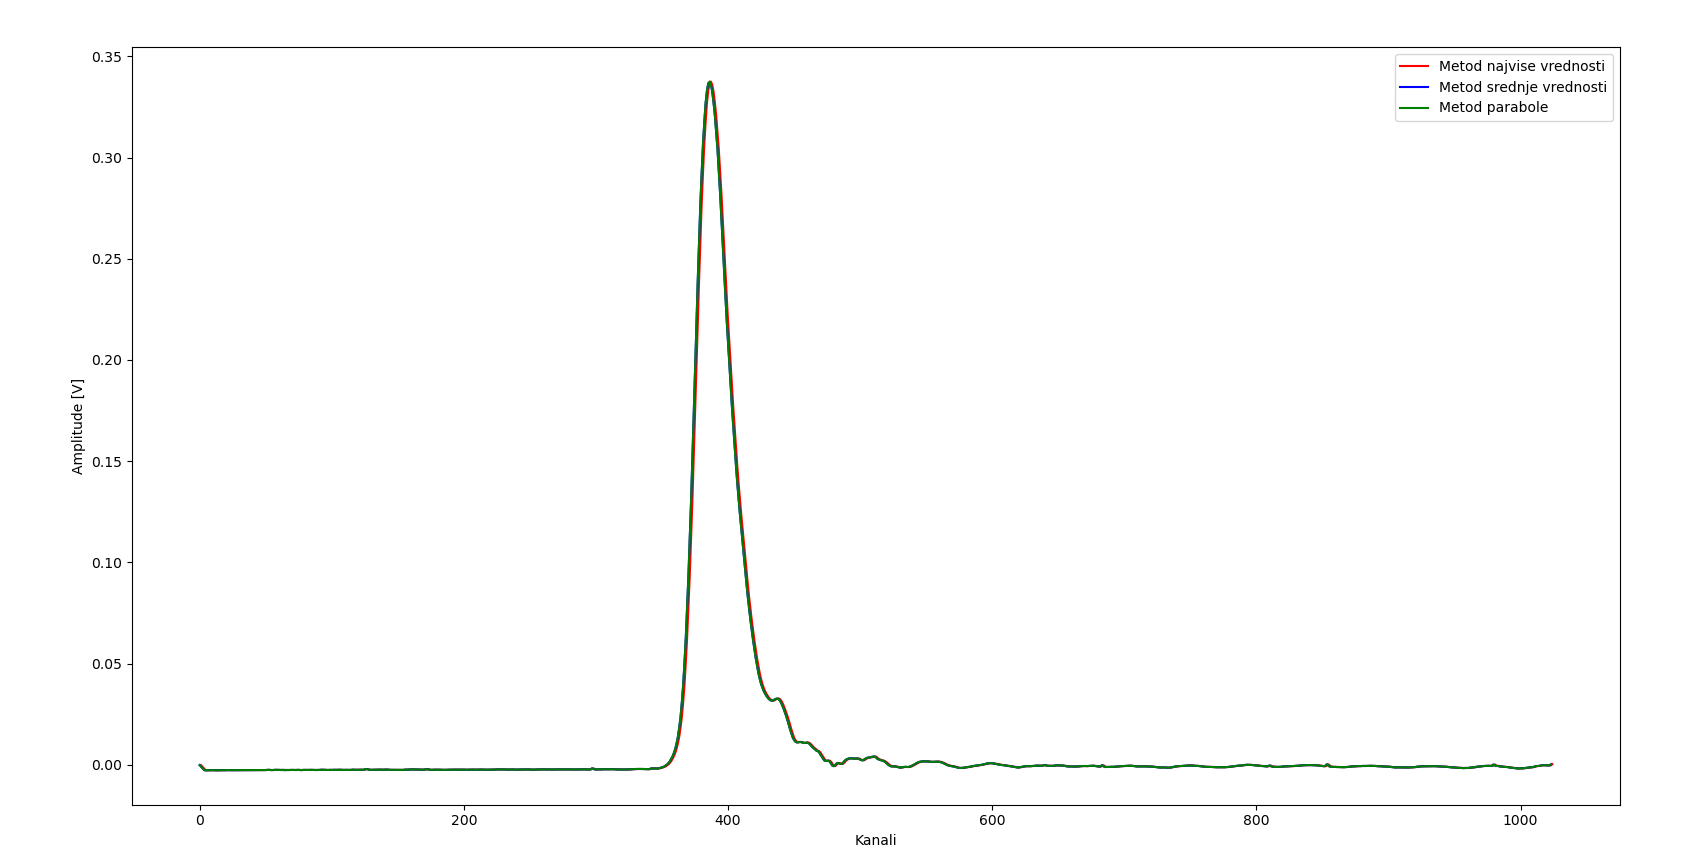 0.35
0.30
0.25
0.20
0.15
0.10
0.05
0.00
Amplitude [V]
0
200
400
600
800
1000
Kanali
Metod najvise vrednosti
Metod srednje vrednosti
Metod parabole